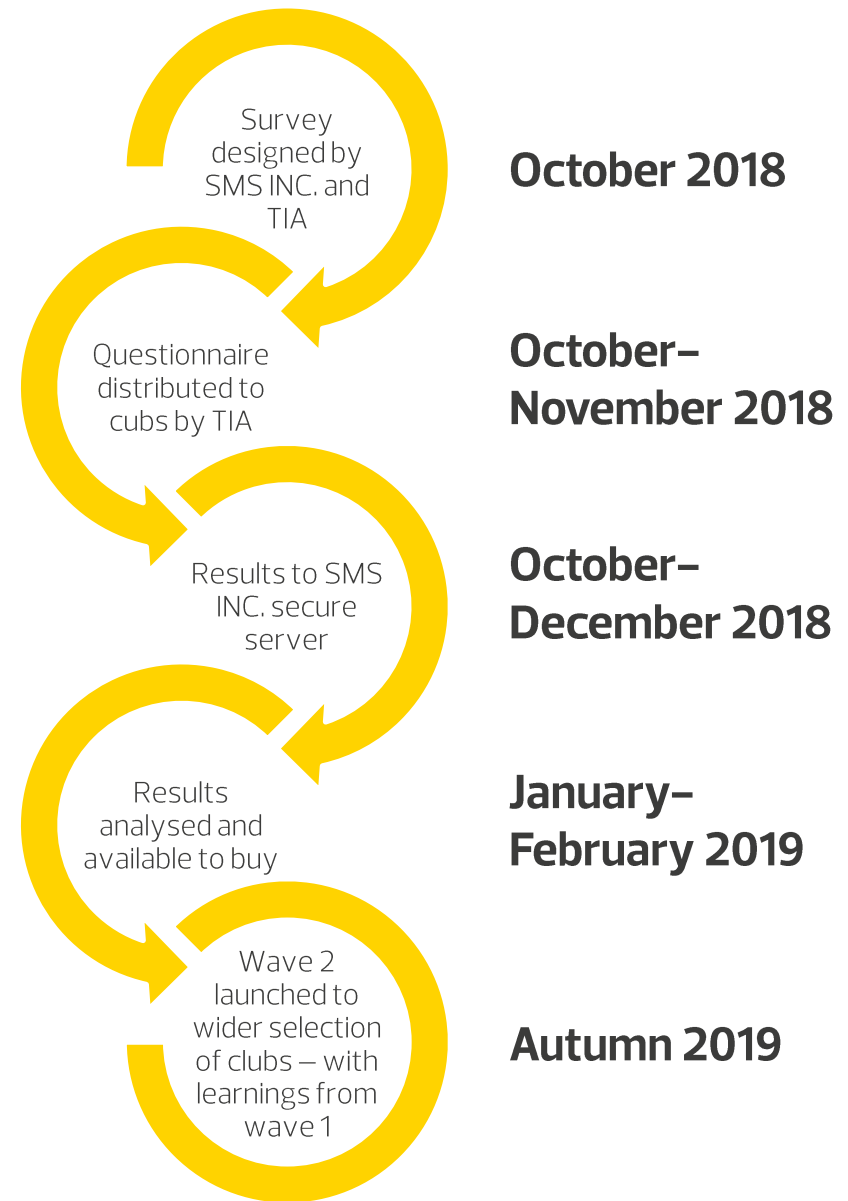 Survey
designed by
SMS INC. and
TIA
October 2018
Questionnaire
distributed to
cubs by TIA
October–
November 2018
Results to SMS
INC. secure
server
October–
December 2018
Results
analysed and
available to buy
January–
February 2019
Wave 2
launched to
wider selection
of clubs – with
learnings from
wave 1
Autumn 2019